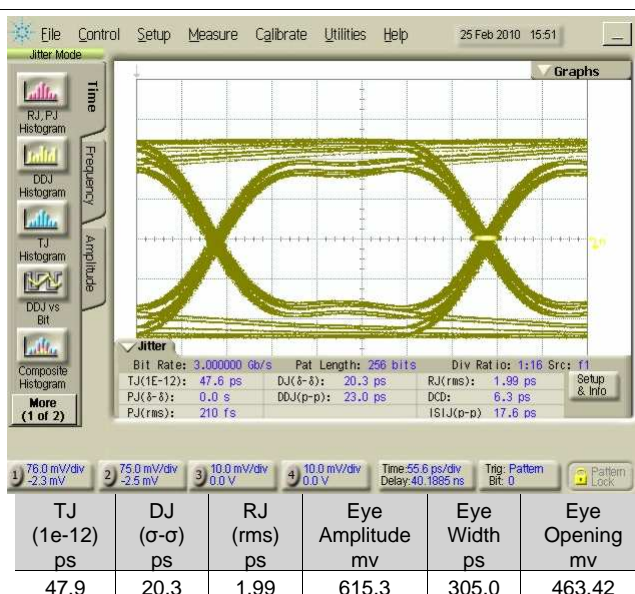 File Control Setup Measure Calibrate Utilities Help 25 Feb 2010 15:51
Jitter Mode
Graphs
Time
Frequency
Amplitude
RJ, PJ
Histogram
DDJ
Histogram
TJ
Histogram
DDJ vs
Bit
Composite
Histogram
More
(1 of 2)
Jitter
Bit Rate: 3.000000 Gb/s Pat Length: 256 bits Div Ratio: 1:16 Src: f1
TJ(1E-12): 47.6 ps DJ(δ-δ): 20.3 ps RJ(rms): 1.99 ps
PJ(δ-δ): 0.0 s DDJ(p-p): 23.0 ps DCD: 6.3 ps
PJ(rms): 210 fs ISIJ(p-p) 17.6 ps
Setup
& Info
1 76.0 mV/div
-2.3 mV
2 75.0 mV/div
-2.5 mV
3 10.0 mV/div
0.0 V
4 10.0 mV/div
0.0 V
Time:55.6 ps/div
Delay:40.1885 ns
Trig: Pattern
Bit: 0
Pattern
Lock
TJ
(1e-12)
ps
DJ
(σ-σ)
ps
RJ
(rms)
ps
Eye
Amplitude
mv
Eye
Width
ps
Eye
Opening
mv
47.9 20.3 1.99 615.3 305.0 463.42